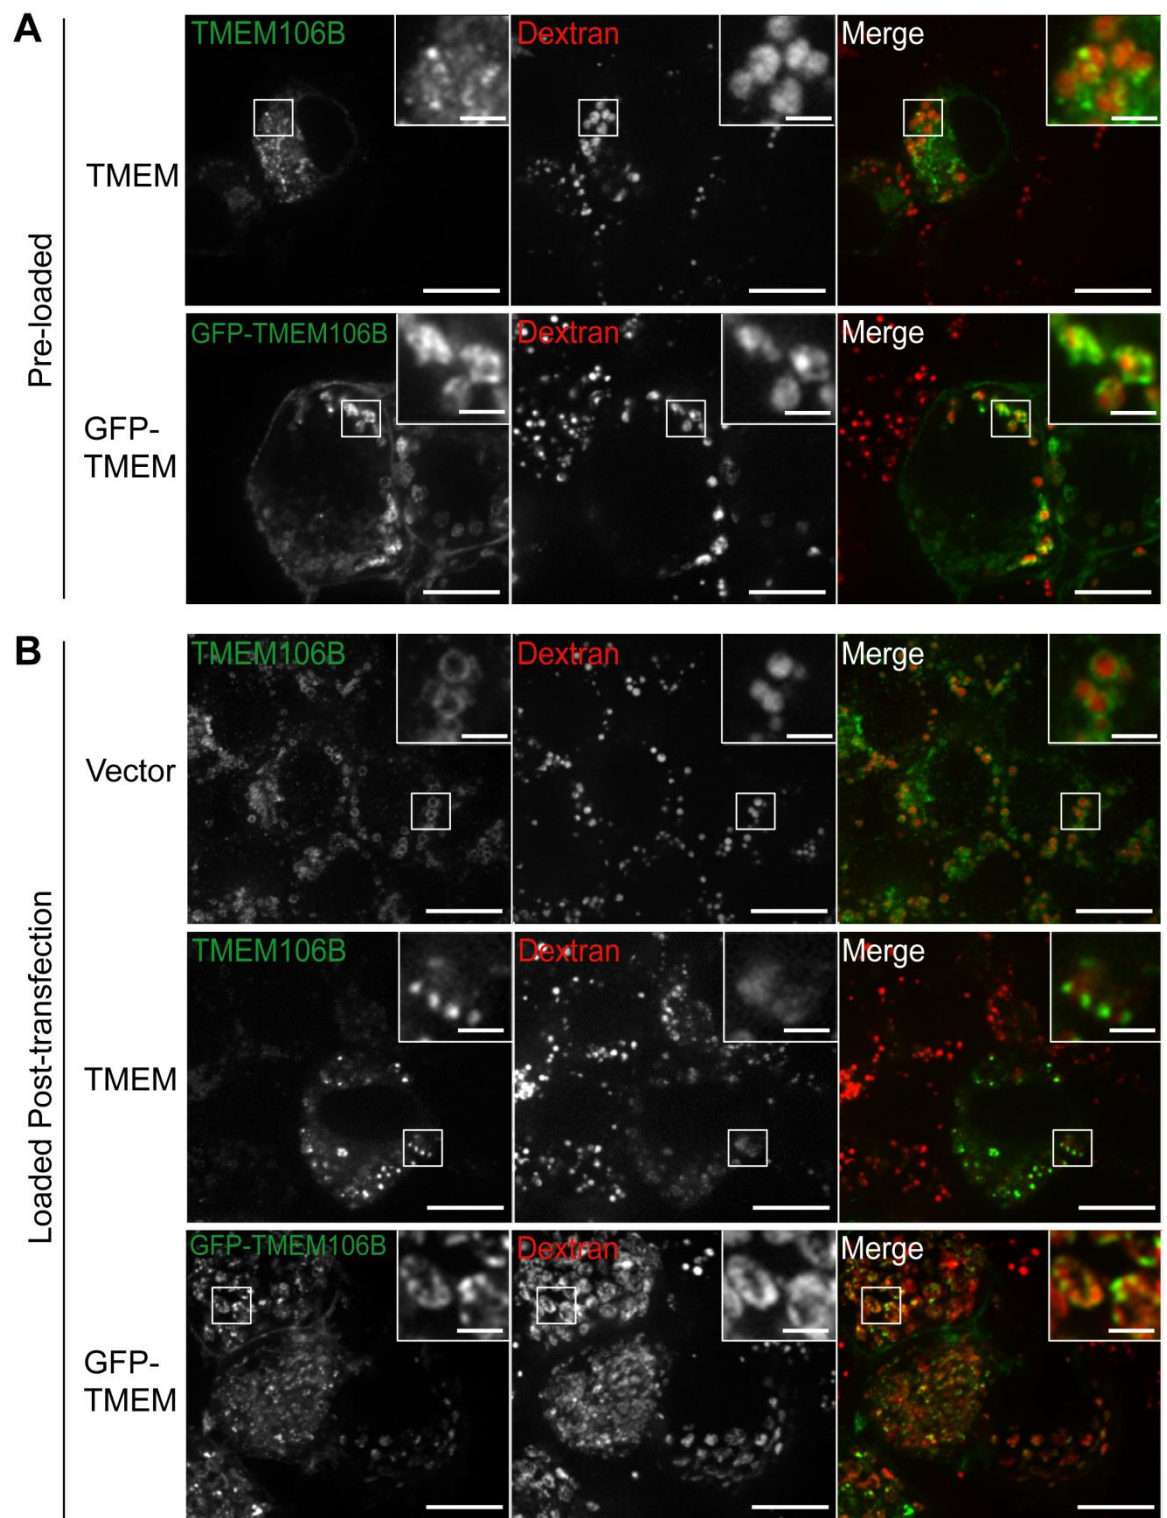 A
Pre-loaded
TMEM
TMEM106B
Dextran
Merge
GFP-
TMEM
GFP-TMEM106B
Dextran
Merge
B
Loaded Post-transfection
Vector
TMEM106B
Dextran
Merge
TMEM
TMEM106B
Dextran
Merge
GFP-
TMEM
GFP-TMEM106B
Dextran
Merge